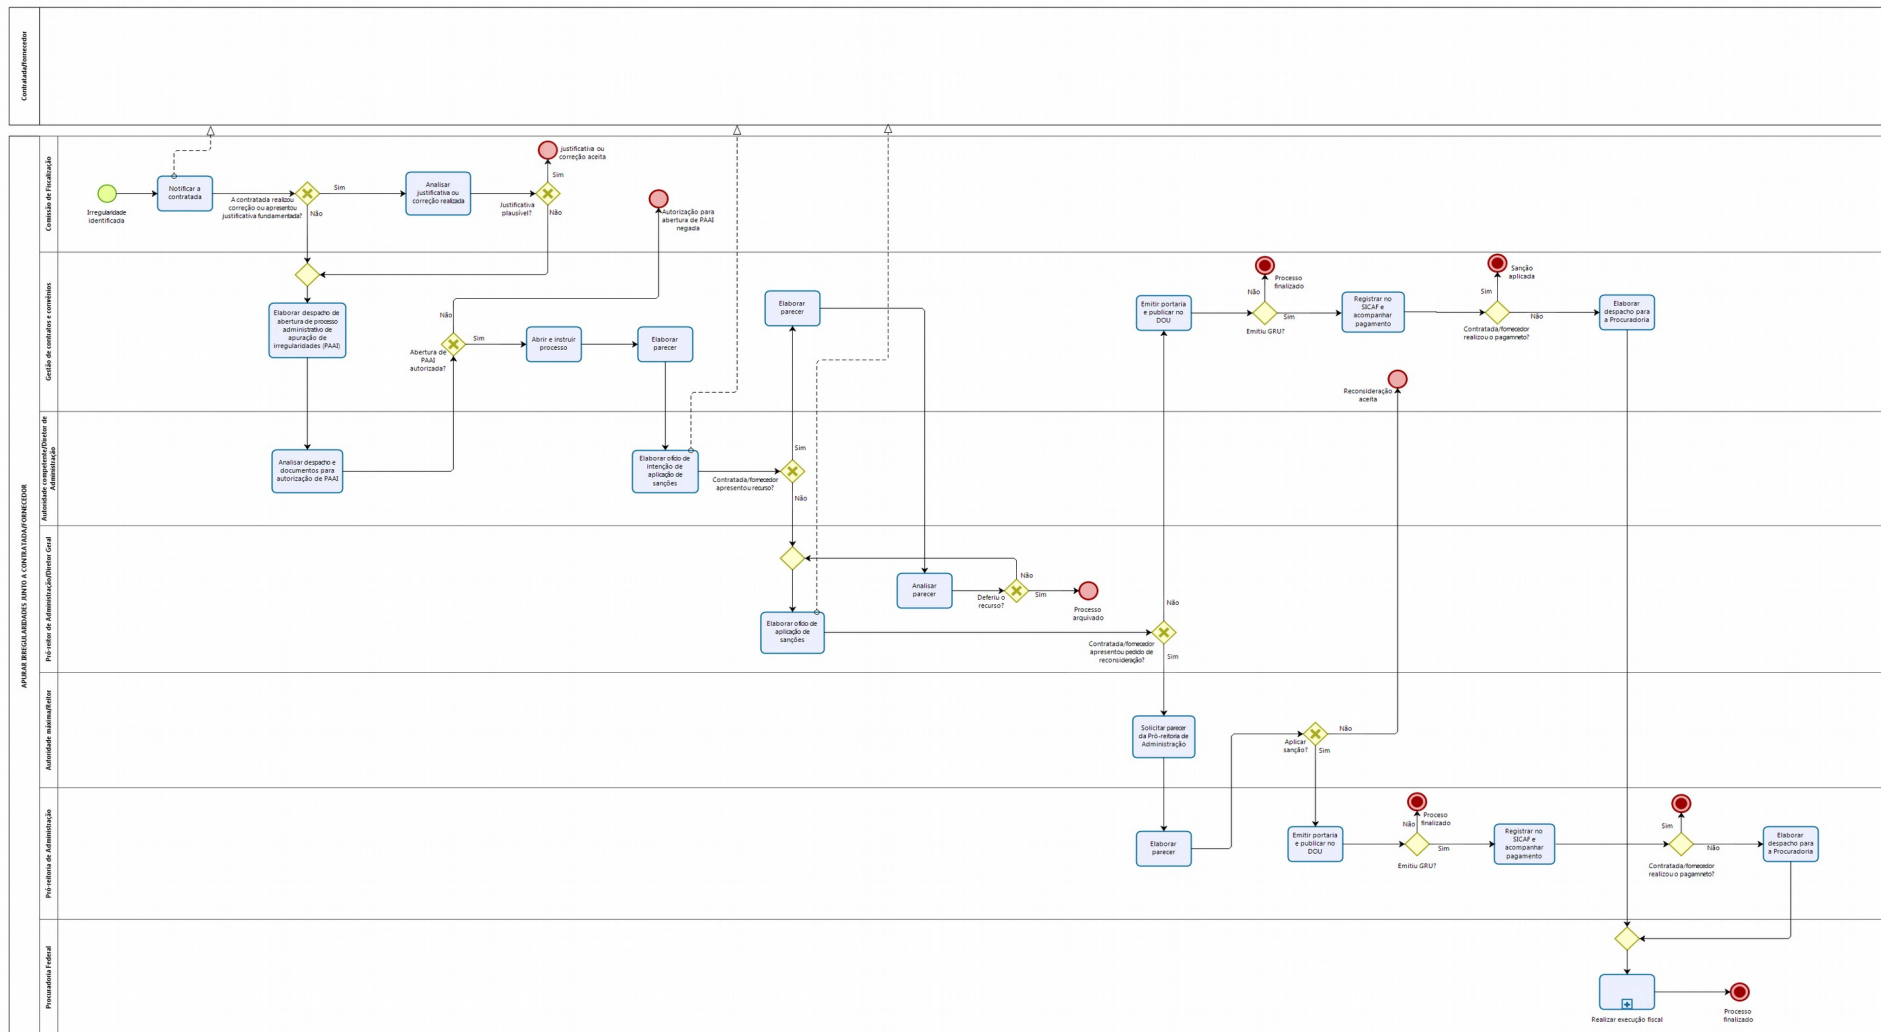 Contratada/fornecedor
APURAR IRREGULARIDADES JUNTO A CONTRATADA/FORNECEDOR
Comissão de Fiscalização
Irregularidade
identificada
Notificar a
contratada
A contratada realizou
correção ou apresentou
justificativa fundamentada?
Sim
Não
Analisar
justificativa ou
correção realizada
Justificativa
plausível?
Sim
Não
justificativa ou
correção aceita
Autorização para
abertura de PAAI
negada
Gestão de contratos e convênios
Elaborar despacho de
abertura de processo
administrativo de
apuração de
irregularidades (PAAI)
Abertura de
PAAI
autorizada?
Não
Sim
Abrir e instruir
processo
Elaborar
parecer
Elaborar
parecer
Emitir portaria
e publicar no
DOU
Emitiu GRU?
Não
Sim
Processo
finalizado
Registrar no
SICAF e
acompanhar
pagamento
Contratada/fornecedor
realizou o pagamneto?
Sim
Não
Sanção
aplicada
Elaborar
despacho para
a Procuradoria
Reconsideração
aceita
Autoridade competente/Diretor de
Administração
Analisar despacho e
documentos para
autorização de PAAI
Elaborar ofício de
intenção de
aplicação de
sanções
Contratada/fornecedor
apresentou recurso?
Sim
Não
Pró-reitor de Administração/Diretor Geral
Elaborar ofício de
aplicação de
sanções
Analisar
parecer
Deferiu o
recurso?
Não
Sim
Processo
arquivado
Contratada/fornecedor
apresentou pedido de
reconsideração?
Não
Sim
Autoridade máxima/Reitor
Solicitar parecer
da Pró-reitoria de
Administração
Aplicar
sanção?
Não
Sim
Pró-reitoria de Administração
Elaborar
parecer
Emitir portaria
e publicar no
DOU
Emitiu GRU?
Não
Sim
Proceso
finalizado
Registrar no
SICAF e
acompanhar
pagamento
Contratada/fornecedor
realizou o pagamneto?
Sim
Não
Elaborar
despacho para
a Procuradoria
Procuradoria Federal
Realizar execução fiscal
Processo
finalizado